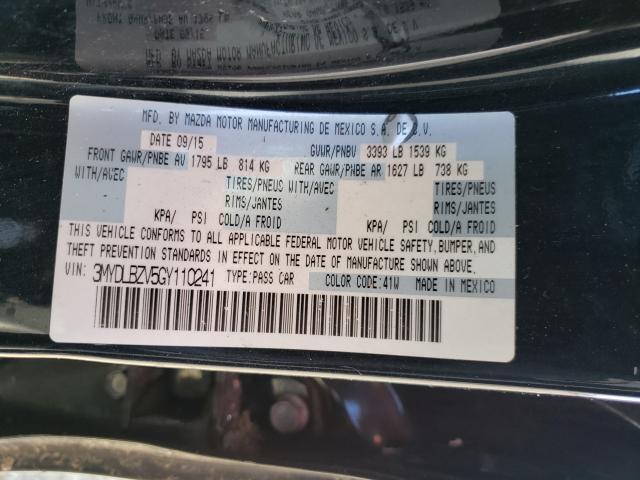 MFD. BY MAZDA MOTOR MANUFACTURING DE MEXICO S.A. DE C.V.
DATE 09/15 GVWR/PNBV 3393 LB 1539 KG
FRONT GAWR/PNBE AV 1795 LB 814 KG REAR GAWR/PNBE AR 1627 LB 738 KG
WITH/AVEC TIRES/PNEUS WITH/AVEC TIRES/PNEUS
RIMS/JANTES RIMS/JANTES
KPA/ PSI COLD/A FROID KPA/ PSI COLD/A FROID
THIS VEHICLE CONFORMS TO ALL APPLICABLE FEDERAL MOTOR VEHICLE SAFETY, BUMPER, AND
THEFT PREVENTION STANDARDS IN EFFECT ON THE DATE OF MANUFACTURE SHOWN ABOVE.
VIN: 3MYDLBZV5GY110241 TYPE: PASS CAR COLOR CODE: 41W MADE IN MEXICO